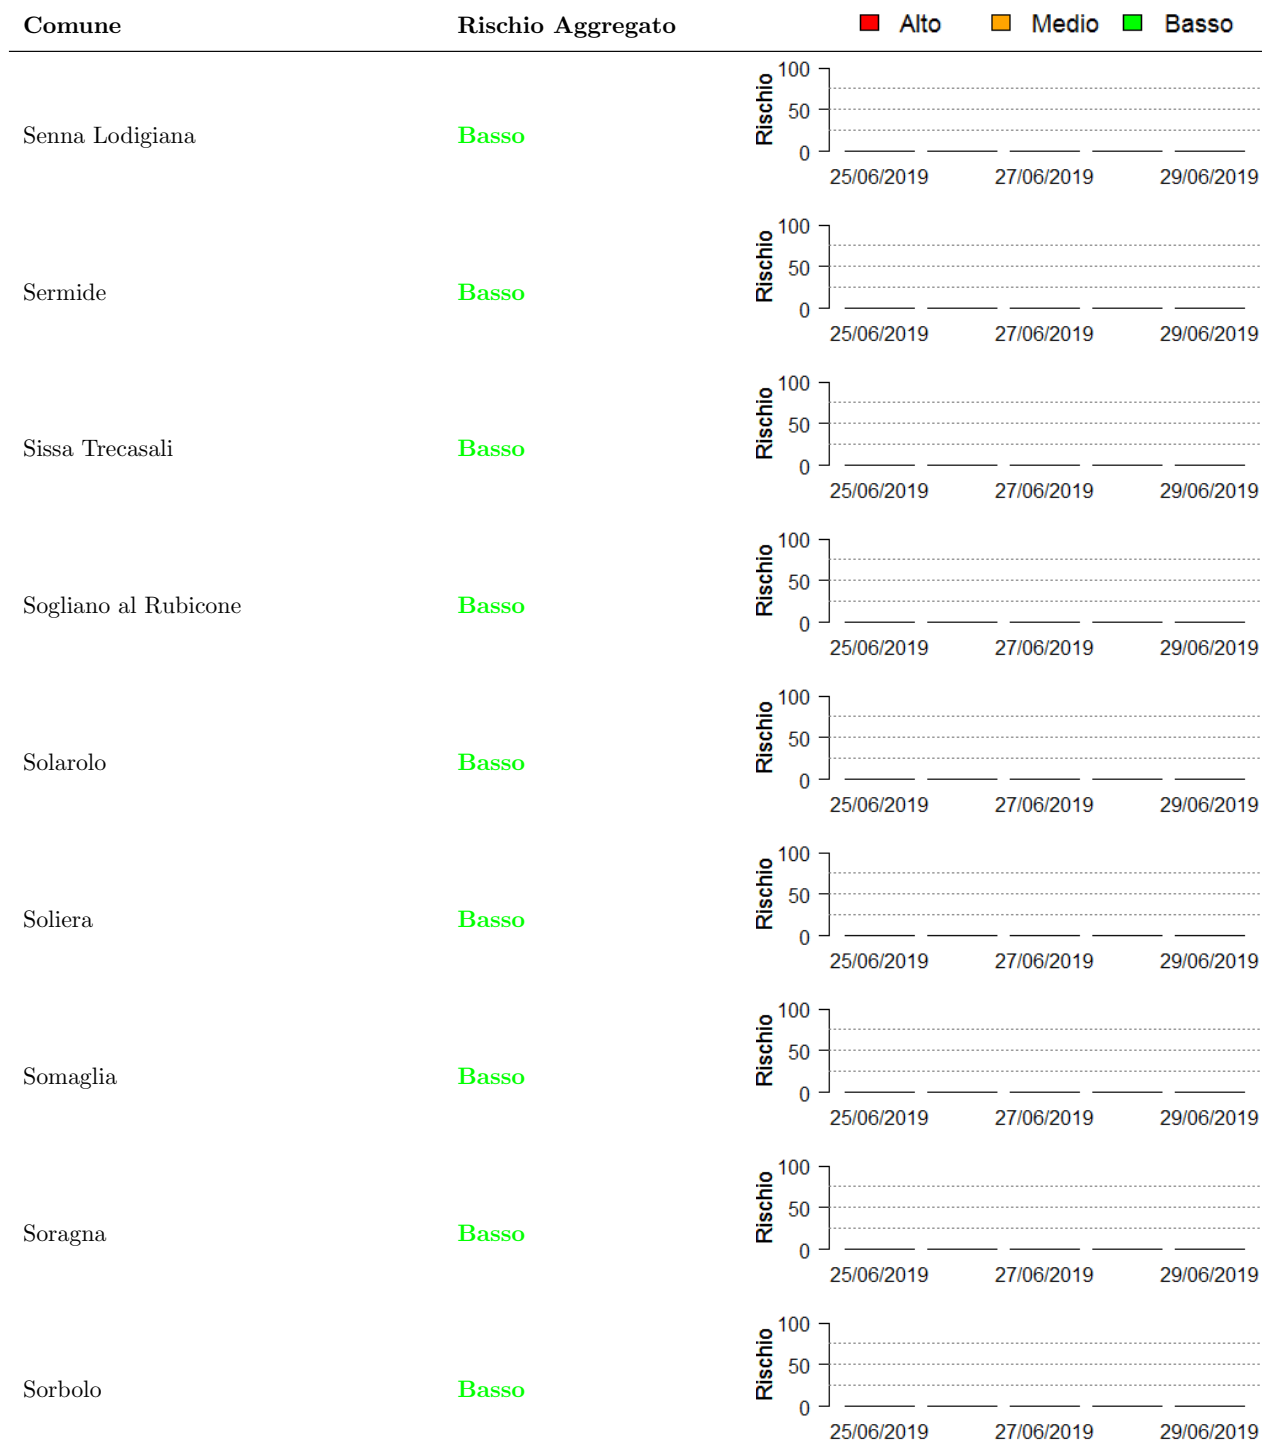 Comune Rischio Aggregato Alto Medio Basso
100
50
0
Rischio
Senna Lodigiana Basso
25/06/2019 27/06/2019 29/06/2019
100
50
0
Rischio
Sermide Basso
25/06/2019 27/06/2019 29/06/2019
100
50
0
Rischio
Sissa Trecasali Basso
25/06/2019 27/06/2019 29/06/2019
100
50
0
Rischio
Sogliano al Rubicone Basso
25/06/2019 27/06/2019 29/06/2019
100
50
0
Rischio
Solarolo Basso
25/06/2019 27/06/2019 29/06/2019
100
50
0
Rischio
Soliera Basso
25/06/2019 27/06/2019 29/06/2019
100
50
0
Rischio
Somaglia Basso
25/06/2019 27/06/2019 29/06/2019
100
50
0
Rischio
Soragna Basso
25/06/2019 27/06/2019 29/06/2019
100
50
0
Rischio
Sorbolo Basso
25/06/2019 27/06/2019 29/06/2019